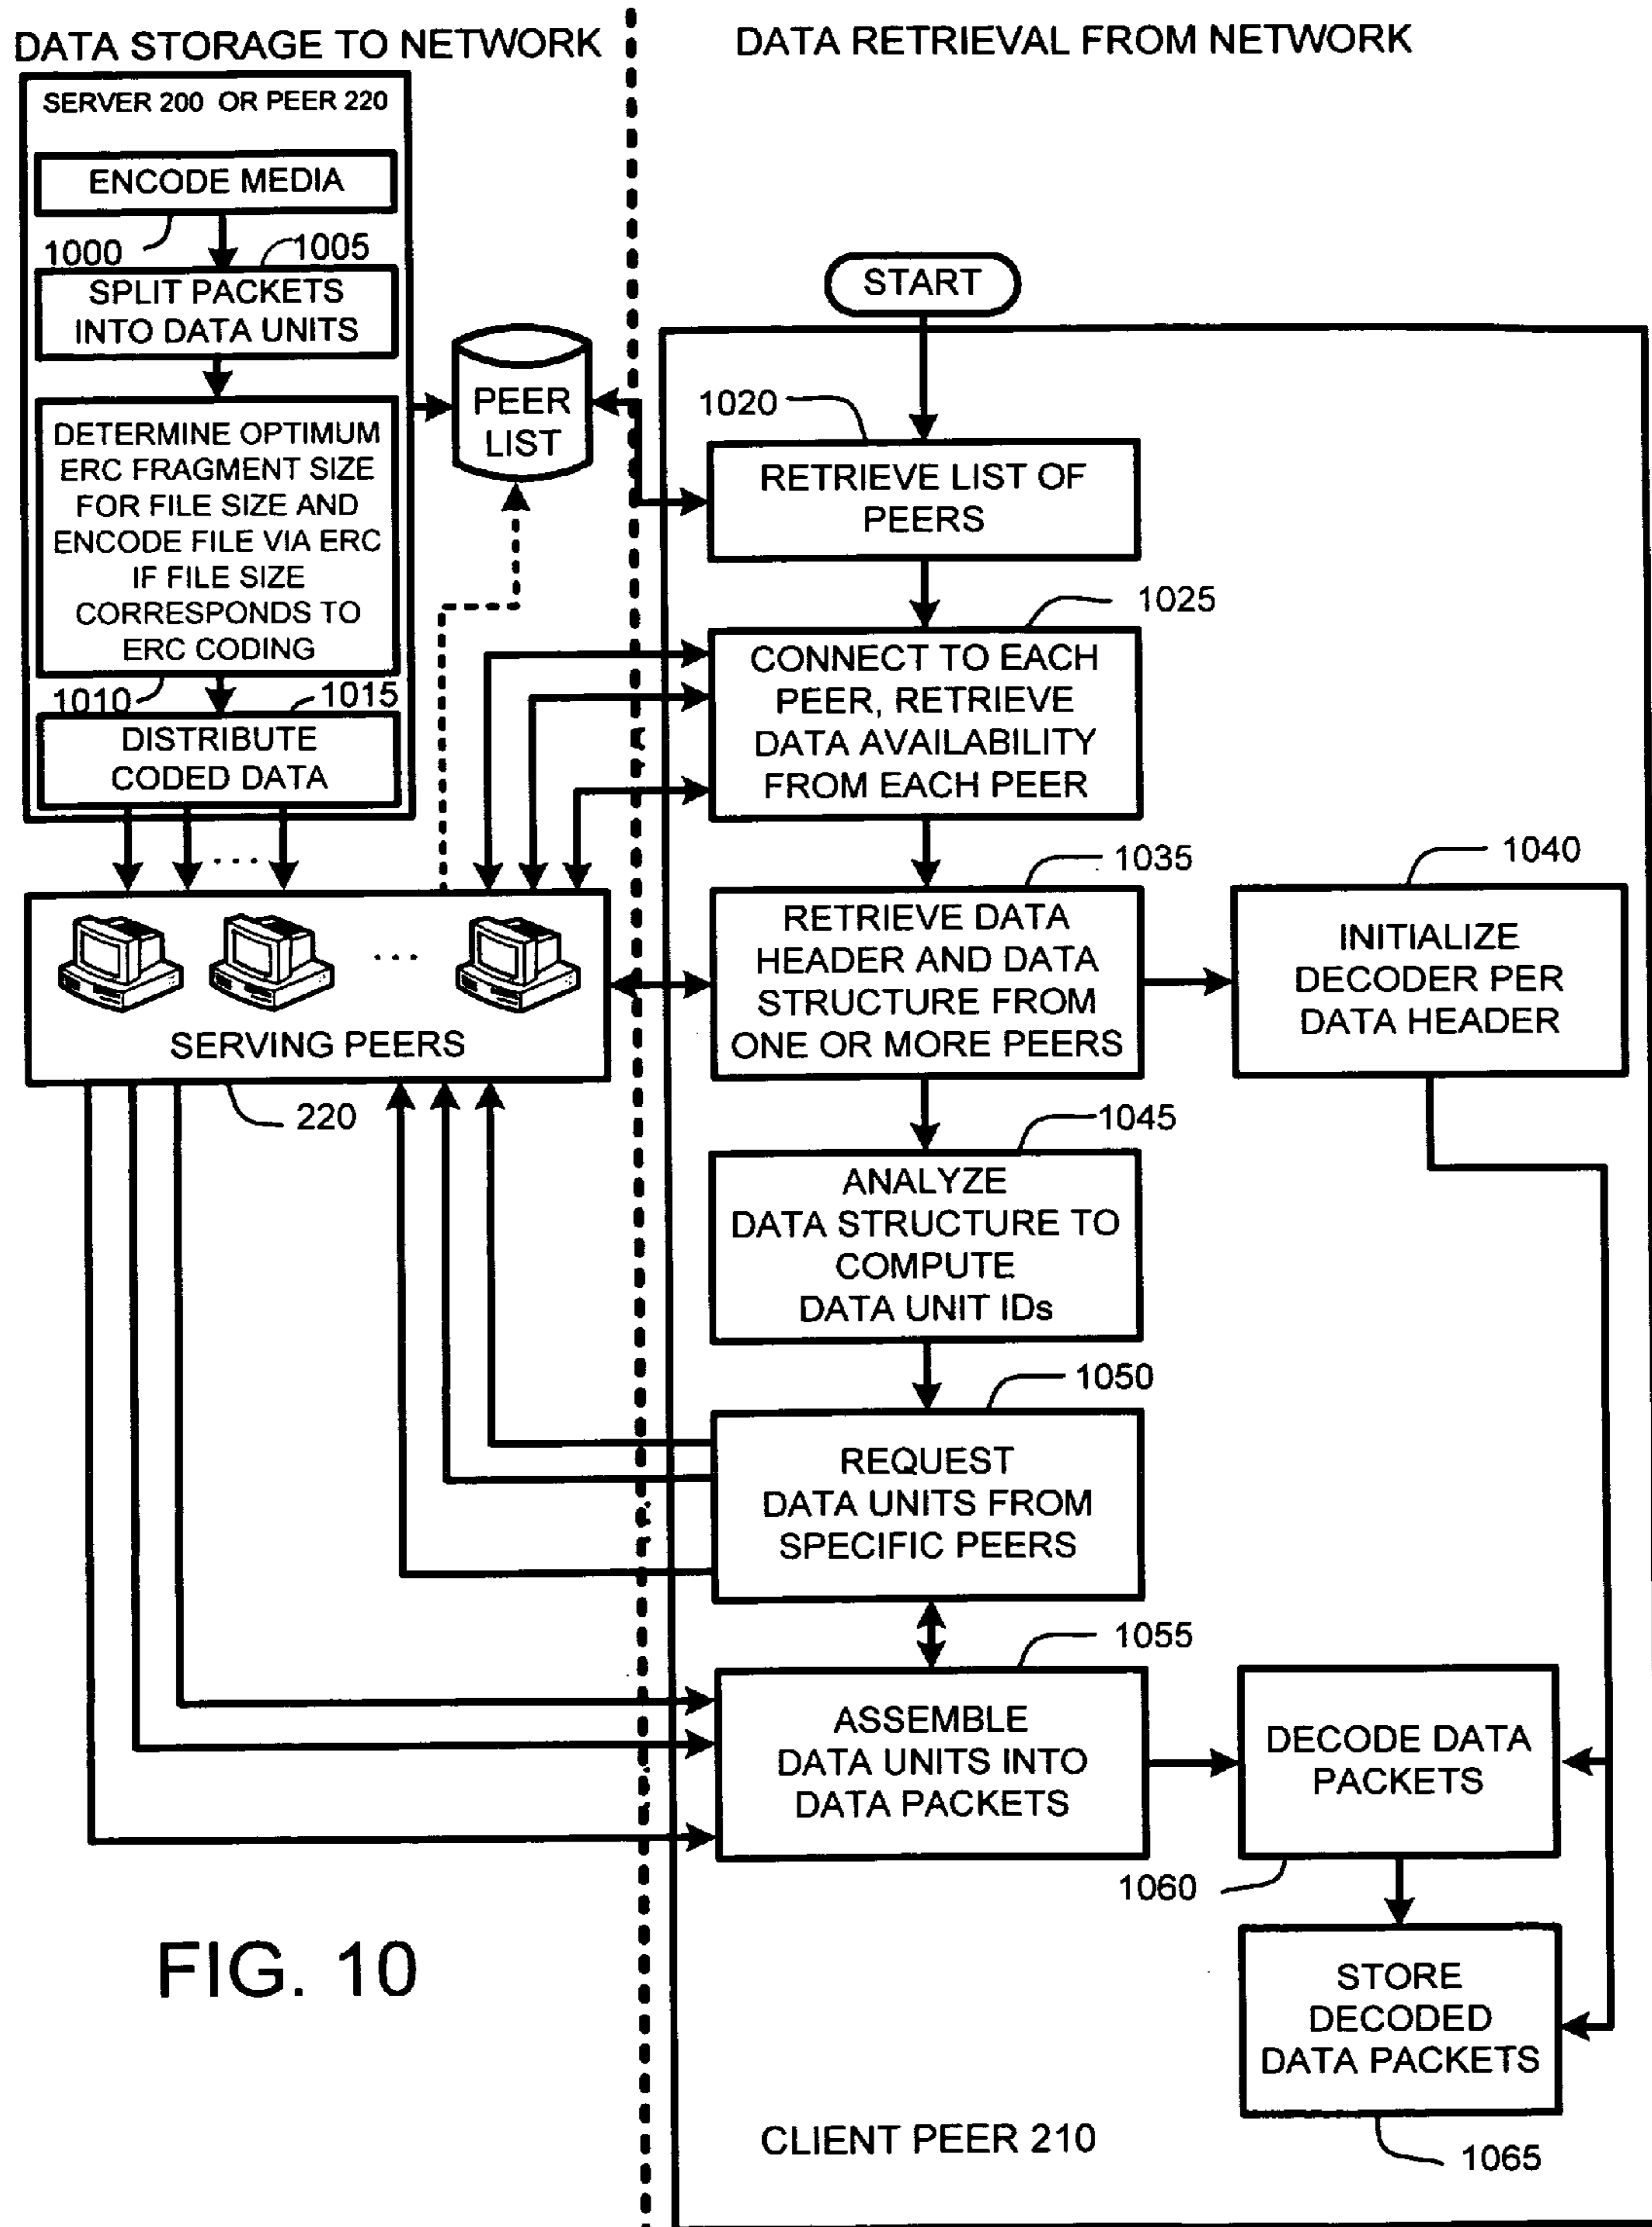 DATA STORAGE TO NETWORK
DATA RETRIEVAL FROM NETWORK
SERVER 200 OR PEER 220
ENCODE MEDIA
1000
1005
SPLIT PACKETS
INTO DATA UNITS
DETERMINE OPTIMUM
ERC FRAGMENT SIZE
FOR FILE SIZE AND
ENCODE FILE VIA ERC
IF FILE SIZE
CORRESPONDS TO
ERC CODING
1010
1015
DISTRIBUTE
CODED DATA
...
PEER
LIST
...
SERVING PEERS
220
START
1020
RETRIEVE LIST OF
PEERS
1025
CONNECT TO EACH
PEER, RETRIEVE
DATA AVAILABILITY
FROM EACH PEER
1035
RETRIEVE DATA
HEADER AND DATA
STRUCTURE FROM
ONE OR MORE PEERS
1040
INITIALIZE
DECODER PER
DATA HEADER
1045
ANALYZE
DATA STRUCTURE TO
COMPUTE
DATA UNIT IDs
1050
REQUEST
DATA UNITS FROM
SPECIFIC PEERS
1055
ASSEMBLE
DATA UNITS INTO
DATA PACKETS
DECODE DATA
PACKETS
1060
STORE
DECODED
DATA PACKETS
1065
CLIENT PEER 210
FIG. 10